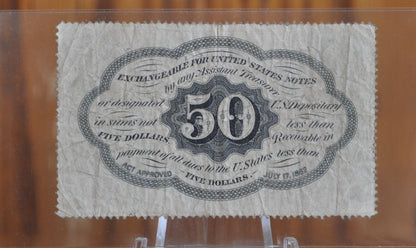 EXCHANGEABLE FOR UNITED STATES NOTES
by any Assistant Treasurer
or designated U.S. Depositary
50
in sums not less than
FIVE DOLLARS Receivable in
payment of all dues to the U. States less than
FIVE DOLLARS.
ACT APPROVED JULY 17, 1862